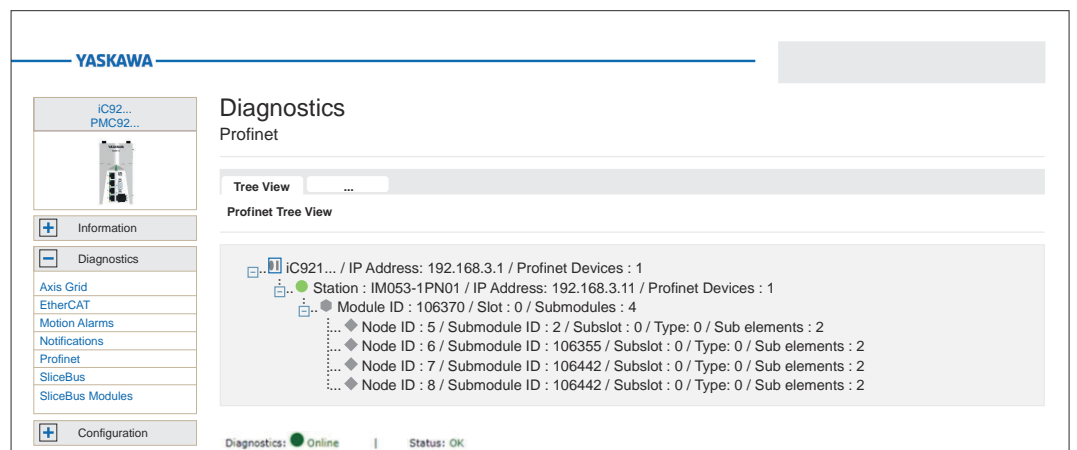 YASKAWA
iC92...
PMC92...
Diagnostics
Profinet
Tree View
...
Profinet Tree View
Information
Diagnostics
Axis Grid
EtherCAT
Motion Alarms
Notifications
Profinet
SliceBus
SliceBus Modules
Configuration
iC921... / IP Address: 192.168.3.1 / Profinet Devices : 1
Station : IM053-1PN01 / IP Address: 192.168.3.11 / Profinet Devices : 1
Module ID : 106370 / Slot : 0 / Submodules : 4
Node ID : 5 / Submodule ID : 2 / Subslot : 0 / Type: 0 / Sub elements : 2
Node ID : 6 / Submodule ID : 106355 / Subslot : 0 / Type: 0 / Sub elements : 2
Node ID : 7 / Submodule ID : 106442 / Subslot : 0 / Type: 0 / Sub elements : 2
Node ID : 8 / Submodule ID : 106442 / Subslot : 0 / Type: 0 / Sub elements : 2
Diagnostics: Online | Status: OK